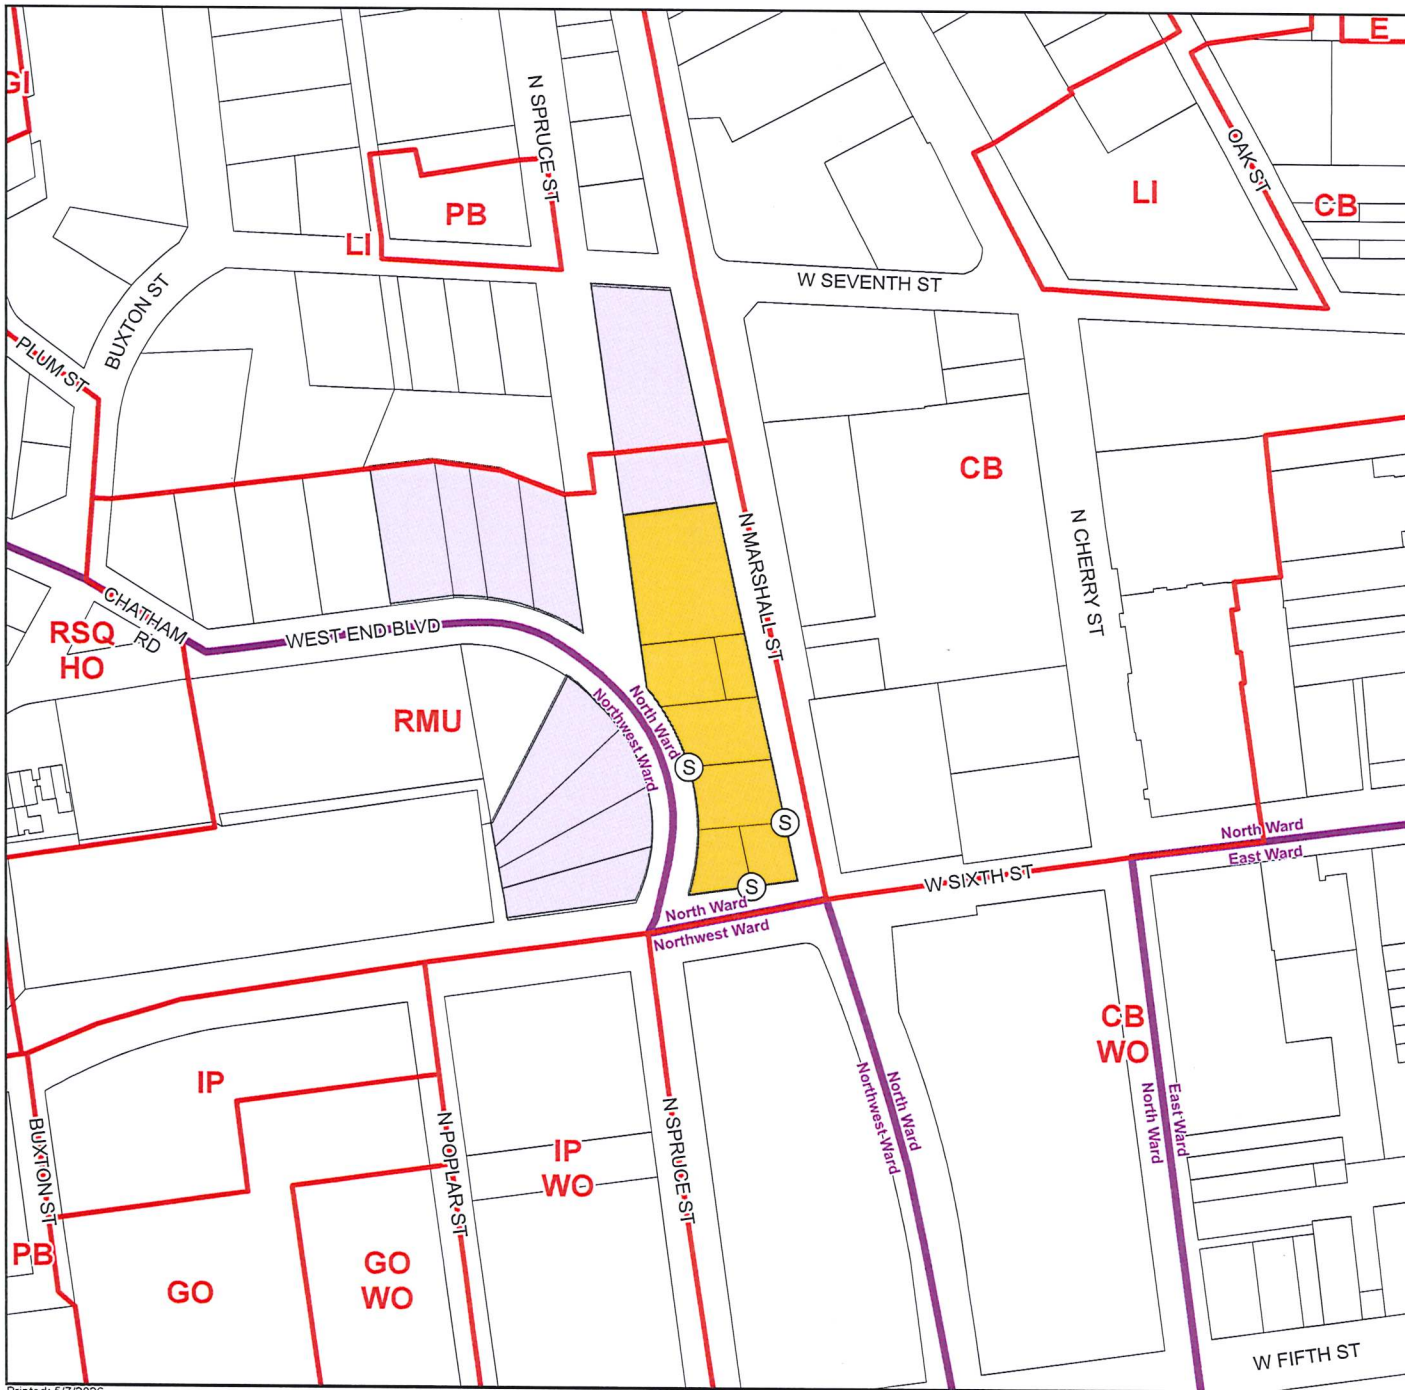 E
GI
N SPRUCE ST
OAK ST
LI
CB
PB
LI
W SEVENTH ST
BUXTON ST
PLUM ST
CB
N MARSHALL ST
N CHERRY ST
CHATHAM
RD
WEST END BLVD
RSQ
HO
RMU
North Ward
Northwest Ward
S
S
S
North Ward
East Ward
W SIXTH ST
North Ward
Northwest Ward
CB
WO
IP
BUXTON ST
N POPLAR ST
IP
WO
N SPRUCE ST
North Ward
Northwest Ward
East Ward
North Ward
PB
GO
GO
WO
W FIFTH ST